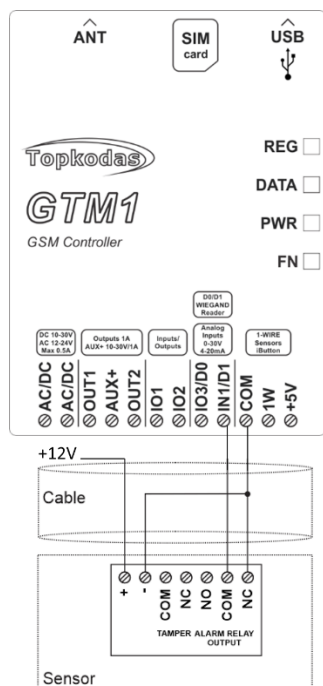 ANT
SIM
card
USB
Topkodas
REG
DATA
GTM1
PWR
GSM Controller
FN
D0/D1
WIEGAND
Reader
DC 10-30V
AC 12-24V
Max 0.5A
Outputs 1A
AUX+ 10-30V/1A
Inputs/
Outputs
Analog
Inputs
0-30V
4-20mA
1-WIRE
Sensors
iButton
AC/DC
AC/DC
OUT1
AUX+
OUT2
IO1
IO2
IO3/D0
IN1/D1
COM
1W
+5V
+12V
Cable
+
-
COM
NC
NO
COM
NC
TAMPER ALARM RELAY
OUTPUT
Sensor